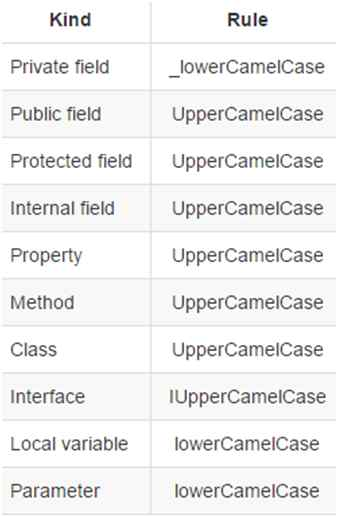 Kind Rule
Private field _lowerCamelCase
Public field UpperCamelCase
Protected field UpperCamelCase
Internal field UpperCamelCase
Property UpperCamelCase
Method UpperCamelCase
Class UpperCamelCase
Interface IUpperCamelCase
Local variable lowerCamelCase
Parameter lowerCamelCase